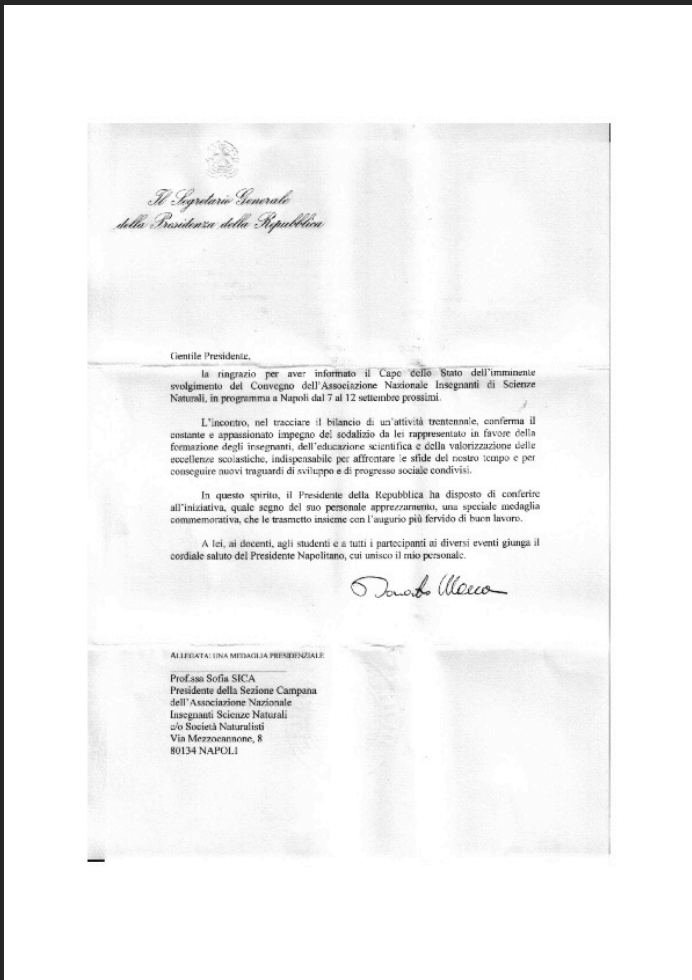 Il Segretario Generale
della Presidenza della Repubblica
Gentile Presidente,
la ringrazio per aver informato il Capo dello Stato dell'imminente
svolgimento del Convegno dell'Associazione Nazionale Insegnanti di Scienze
Naturali, in programma a Napoli dal 7 al 12 settembre prossimi.
L'incontro, nel tracciare il bilancio di un'attività trentennale, conferma il
costante e appassionato impegno del sodalizio da lei rappresentato in favore della
formazione degli insegnanti, dell'educazione scientifica e della valorizzazione delle
eccellenze scolastiche, indispensabile per affrontare le sfide del nostro tempo e per
conseguire nuovi traguardi di sviluppo e di progresso sociale condivisi.
In questo spirito, il Presidente della Repubblica ha disposto di conferire
all'iniziativa, quale segno del suo personale apprezzamento, una speciale medaglia
commemorativa, che le trasmetto insieme con l'augurio più fervido di buon lavoro.
A lei, ai docenti, agli studenti e a tutti i partecipanti ai diversi eventi giunga il
cordiale saluto del Presidente Napolitano, cui unisco il mio personale.
Donato Marra
ALLEGATA: UNA MEDAGLIA PRESIDENZIALE
Prof.ssa Sofia SICA
Presidente della Sezione Campana
dell'Associazione Nazionale
Insegnanti Scienze Naturali
c/o Società Naturalisti
Via Mezzocannone, 8
80134 NAPOLI